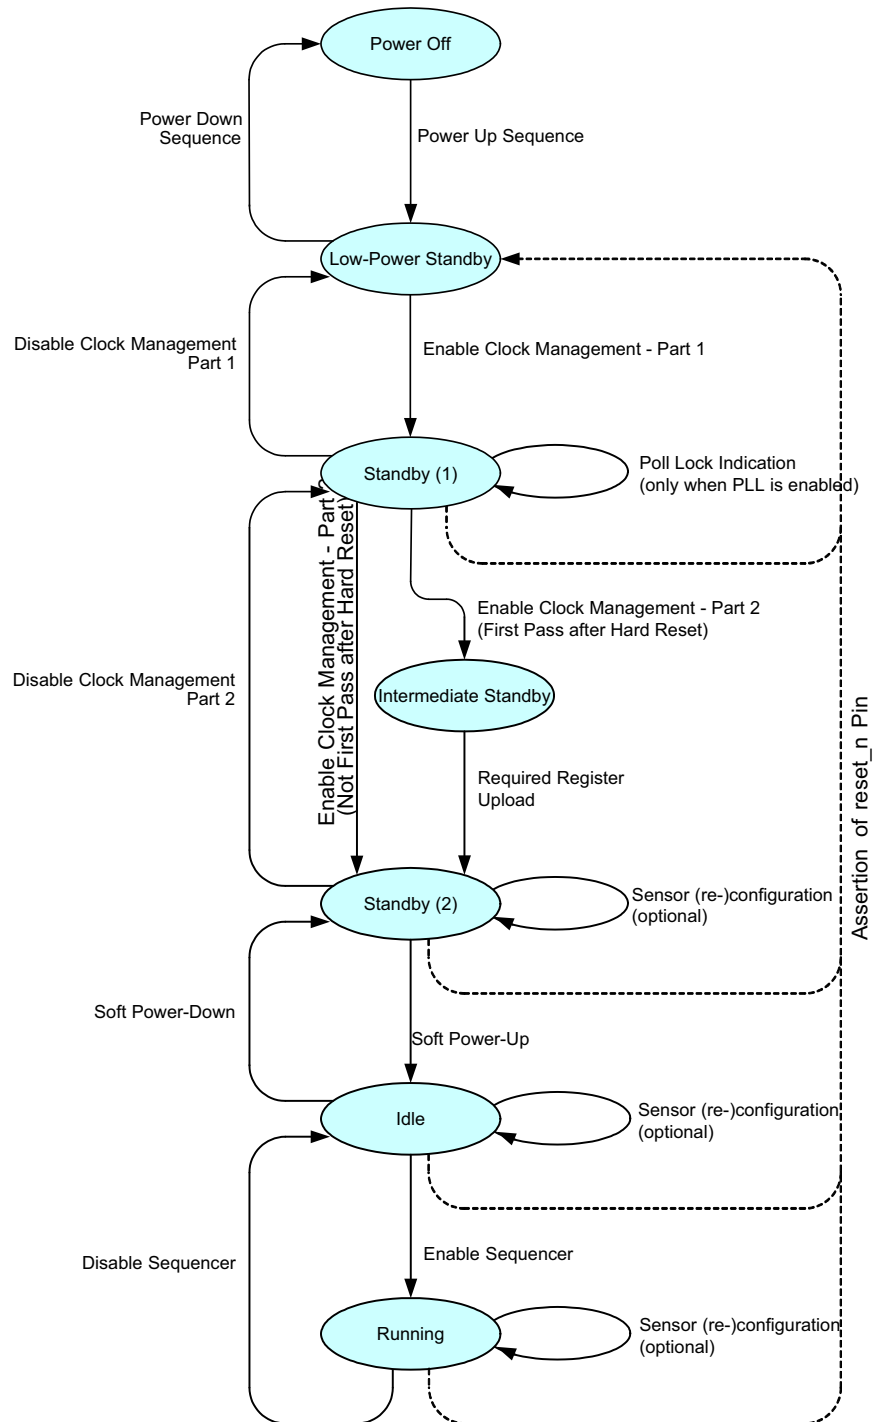 Power Off
Power Down
Sequence
Power Up Sequence
Low-Power Standby
Disable Clock Management
Part 1
Enable Clock Management - Part 1
Standby (1)
Poll Lock Indication
(only when PLL is enabled)
Enable Clock Management - Part
(Not First Pass after Hard Reset)
Enable Clock Management - Part 2
(First Pass after Hard Reset)
Disable Clock Management
Part 2
Intermediate Standby
Required Register
Upload
Assertion of reset_n Pin
Standby (2)
Sensor (re-)configuration
(optional)
Soft Power-Down
Soft Power-Up
Idle
Sensor (re-)configuration
(optional)
Disable Sequencer
Enable Sequencer
Running
Sensor (re-)configuration
(optional)